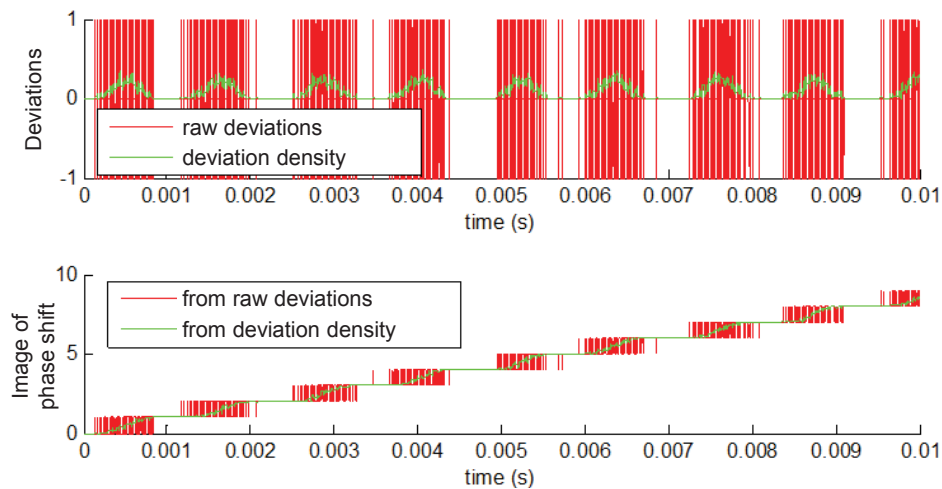 Deviations
1
0
-1
raw deviations
deviation density
0 0.001 0.002 0.003 0.004 0.005 0.006 0.007 0.008 0.009 0.01
time (s)
Image of
phase shift
10
5
0
from raw deviations
from deviation density
0 0.001 0.002 0.003 0.004 0.005 0.006 0.007 0.008 0.009 0.01
time (s)